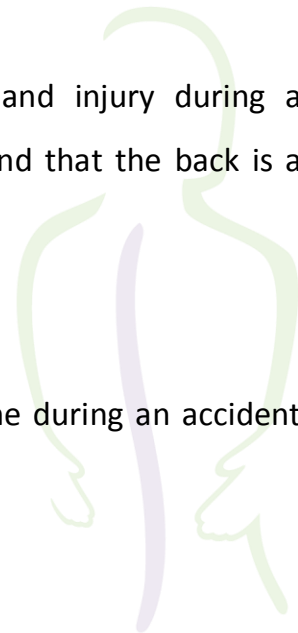 and injury during a
nd that the back is a
ne during an accident